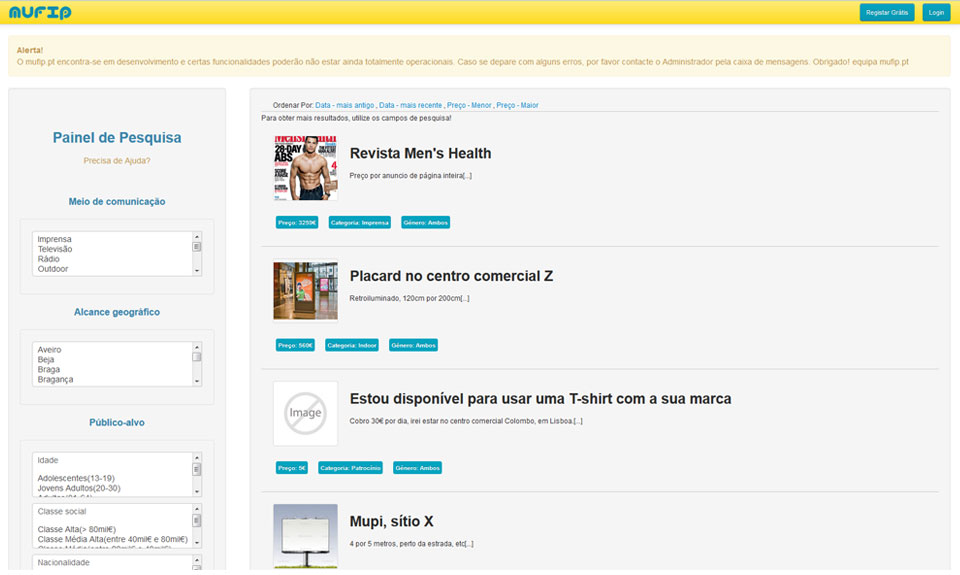 MUFIP
Registar Grátis
Login
Alerta!
O mufip.pt encontra-se em desenvolvimento e certas funcionalidades poderão não estar ainda totalmente operacionais. Caso se depare com alguns erros, por favor contacte o Administrador pela caixa de mensagens. Obrigado! equipa mufip.pt
Painel de Pesquisa
Precisa de Ajuda?
Meio de comunicação
Imprensa
Televisão
Rádio
Outdoor
Alcance geográfico
Aveiro
Beja
Braga
Bragança
Público-alvo
Idade
Adolescentes(13-19)
Jovens Adultos(20-30)
Classe social
Classe Alta(> 80mil€)
Classe Média Alta(entre 40mil€ e 80mil€)
Nacionalidade
Ordenar Por: Data - mais antigo , Data - mais recente , Preço - Menor , Preço - Maior
Para obter mais resultados, utilize os campos de pesquisa!
28-DAY
ABS
Revista Men's Health
Preço por anuncio de página inteira[...]
Preço: 3259€
Categoria: Imprensa
Género: Ambos
Placard no centro comercial Z
Retroiluminado, 120cm por 200cm[...]
Preço: 560€
Categoria: Indoor
Género: Ambos
Image
Estou disponível para usar uma T-shirt com a sua marca
Cobro 30€ por dia, irei estar no centro comercial Colombo, em Lisboa.[...]
Preço: 5€
Categoria: Patrocínio
Género: Ambos
Mupi, sítio X
4 por 5 metros, perto da estrada, etc[...]